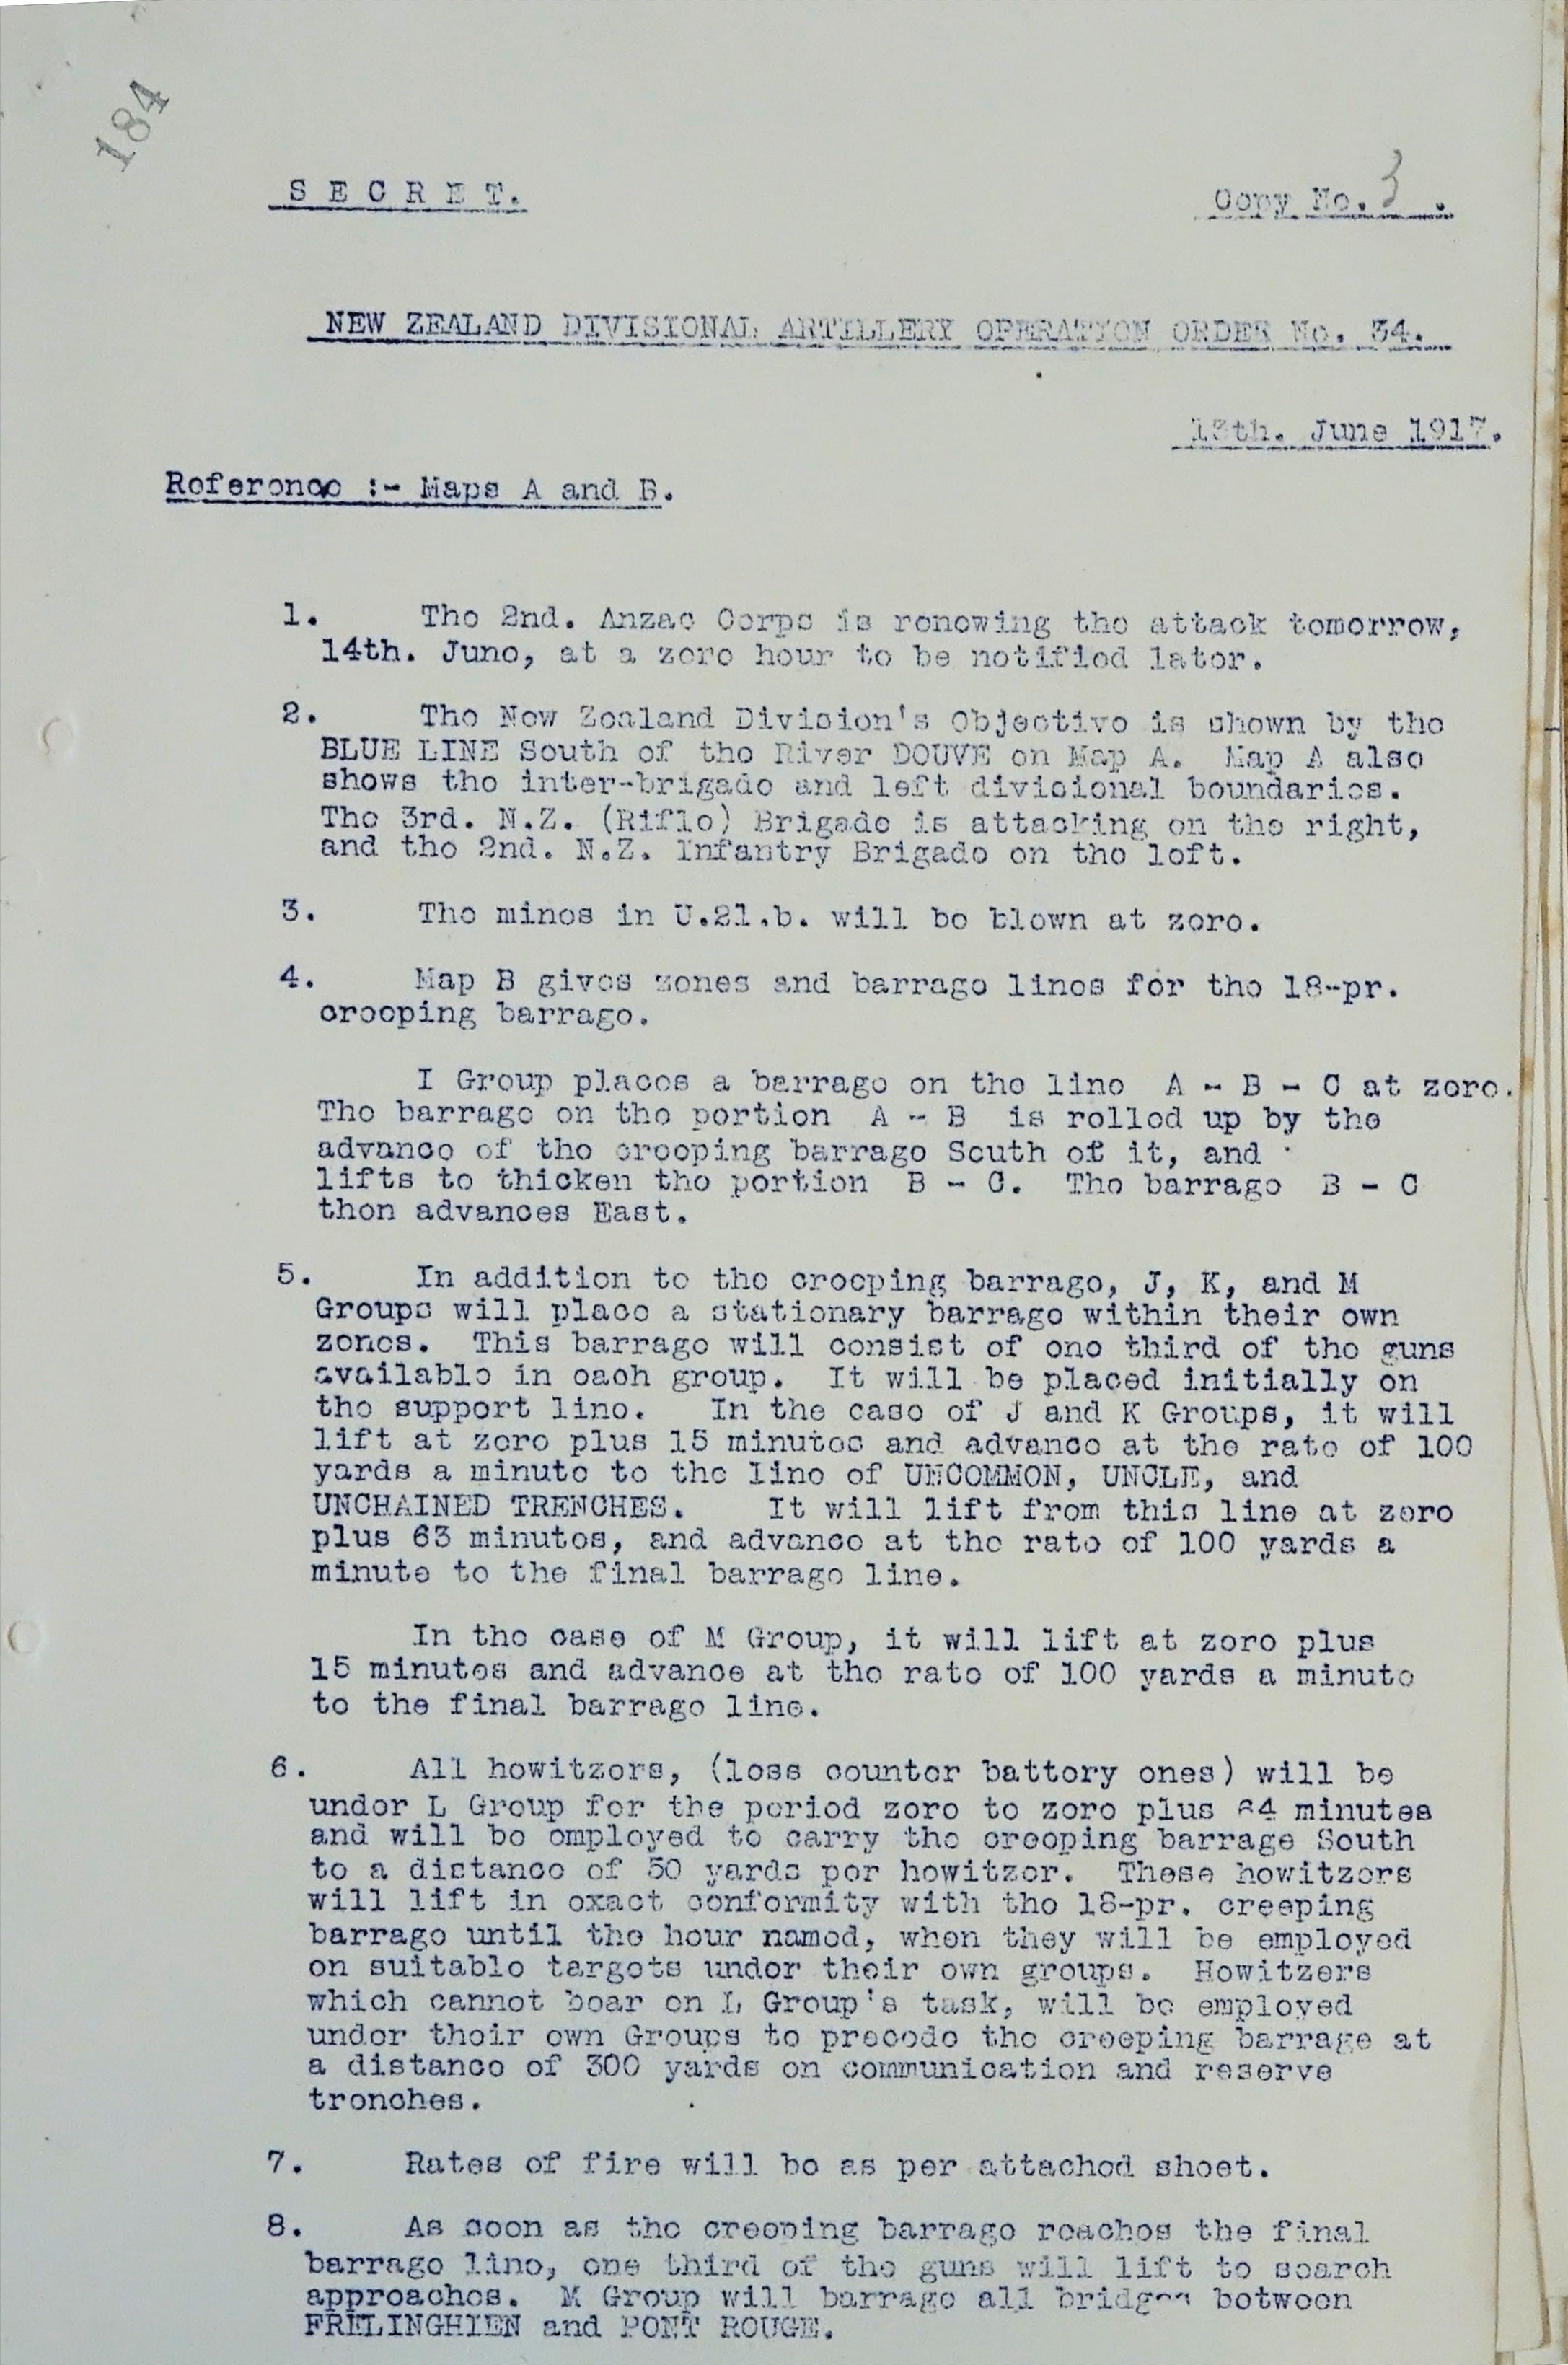 184
S E C R E T.
Copy No. 3 .
NEW ZEALAND DIVISIONAL ARTILLERY OPERATION ORDER No. 34.
13th. June 1917.
Reference :- Maps A and B.
1. The 2nd. Anzac Corps is renewing the attack tomorrow,
14th. June, at a zero hour to be notified later.
2. The New Zealand Division's Objective is shown by the
BLUE LINE South of the River DOUVE on Map A. Map A also
shows the inter-brigade and left divisional boundaries.
The 3rd. N.Z. (Rifle) Brigade is attacking on the right,
and the 2nd. N.Z. Infantry Brigade on the left.
3. The mines in U.21.b. will be blown at zero.
4. Map B gives zones and barrage lines for the 18-pr.
creeping barrage.
I Group places a barrage on the line A - B - C at zero.
The barrage on the portion A - B is rolled up by the
advance of the creeping barrage South of it, and
lifts to thicken the portion B - C. The barrage B - C
then advances East.
5. In addition to the creeping barrage, J, K, and M
Groups will place a stationary barrage within their own
zones. This barrage will consist of one third of the guns
available in each group. It will be placed initially on
the support line. In the case of J and K Groups, it will
lift at zero plus 15 minutes and advance at the rate of 100
yards a minute to the line of UNCOMMON, UNCLE, and
UNCHAINED TRENCHES. It will lift from this line at zero
plus 63 minutes, and advance at the rate of 100 yards a
minute to the final barrage line.
In the case of M Group, it will lift at zero plus
15 minutes and advance at the rate of 100 yards a minute
to the final barrage line.
6. All howitzers, (less counter battery ones) will be
under L Group for the period zero to zero plus 64 minutes
and will be employed to carry the creeping barrage South
to a distance of 50 yards per howitzer. These howitzers
will lift in exact conformity with the 18-pr. creeping
barrage until the hour named, when they will be employed
on suitable targets under their own groups. Howitzers
which cannot bear on L Group's task, will be employed
under their own Groups to precede the creeping barrage at
a distance of 300 yards on communication and reserve
trenches.
7. Rates of fire will be as per attached sheet.
8. As soon as the creeping barrage reaches the final
barrage line, one third of the guns will lift to search
approaches. M Group will barrage all bridges between
FRELINGHIEN and PONT ROUGE.